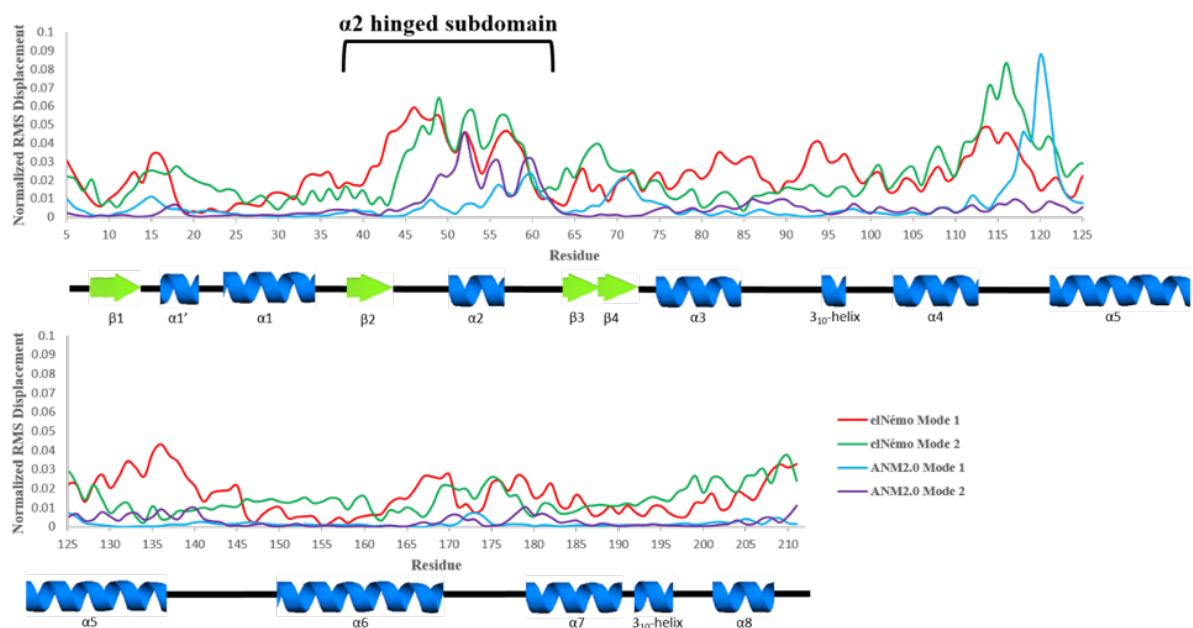 α2 hinged subdomain
Normalized RMS Displacement
0.1
0.09
0.08
0.07
0.06
0.05
0.04
0.03
0.02
0.01
0
5 10 15 20 25 30 35 40 45 50 55 60 65 70 75 80 85 90 95 100 105 110 115 120 125
Residue
β1 α1' α1 β2 α2 β3 β4 α3 3₁₀-helix α4 α5
Normalized RMS Displacement
0.1
0.09
0.08
0.07
0.06
0.05
0.04
0.03
0.02
0.01
0
125 130 135 140 145 150 155 160 165 170 175 180 185 190 195 200 205 210
Residue
elNémo Mode 1
elNémo Mode 2
ANM2.0 Mode 1
ANM2.0 Mode 2
α5 α6 α7 3₁₀-helix α8